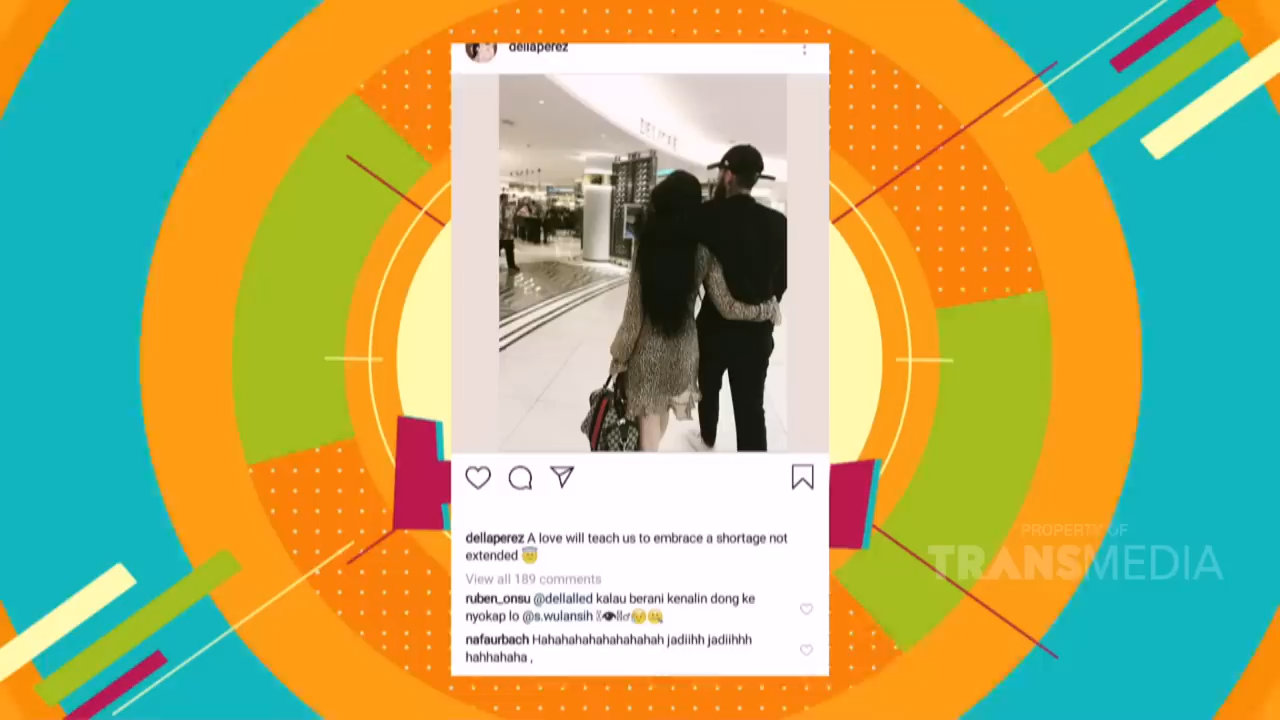 dellaperez
dellaperez A love will teach us to embrace a shortage not
extended 😇
View all 189 comments
ruben_onsu @dellalled kalau berani kenalin dong ke
nyokap lo @s.wulansih
nafaurbach Hahahahahahahahahah jadiihh jadiihhh
hahhahaha ,
PROPERTY OF
TRANSMEDIA